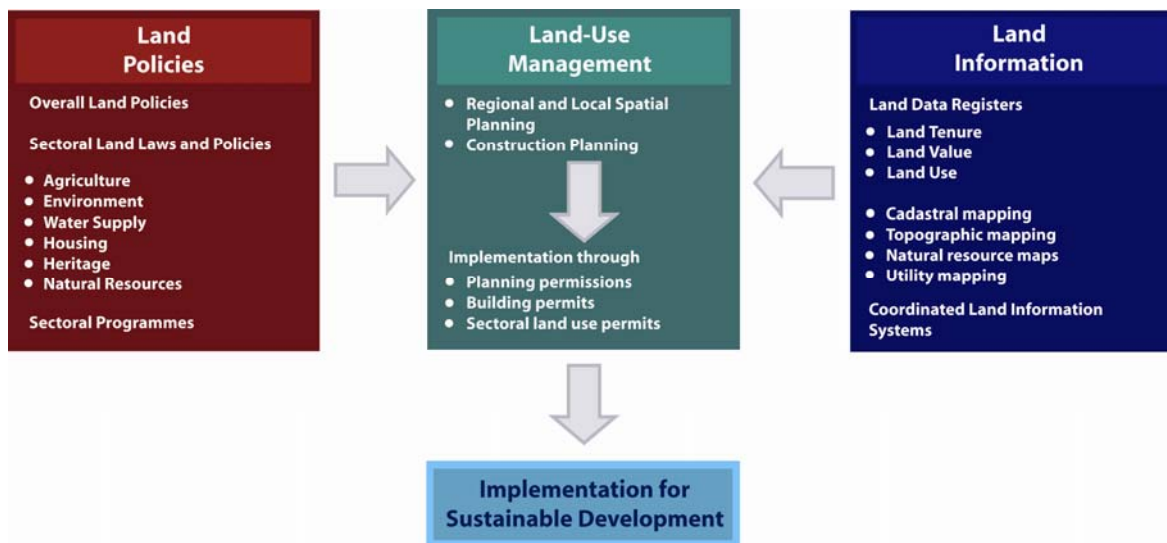 Land
Policies
Overall Land Policies
Sectoral Land Laws and Policies
• Agriculture
• Environment
• Water Supply
• Housing
• Heritage
• Natural Resources
Sectoral Programmes
Land-Use
Management
• Regional and Local Spatial
Planning
• Construction Planning
Implementation through
• Planning permissions
• Building permits
• Sectoral land use permits
Land
Information
Land Data Registers
• Land Tenure
• Land Value
• Land Use
• Cadastral mapping
• Topographic mapping
• Natural resource maps
• Utility mapping
Coordinated Land Information
Systems
Implementation for
Sustainable Development